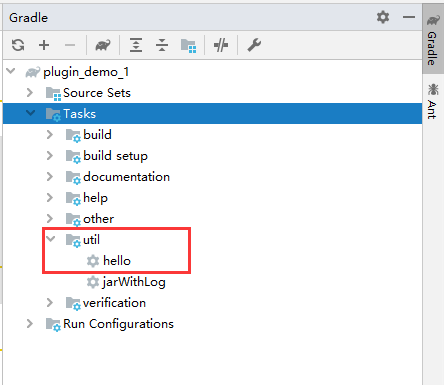 Gradle
plugin_demo_1
Source Sets
Tasks
build
build setup
documentation
help
other
util
hello
jarWithLog
verification
Run Configurations
Gradle
Ant